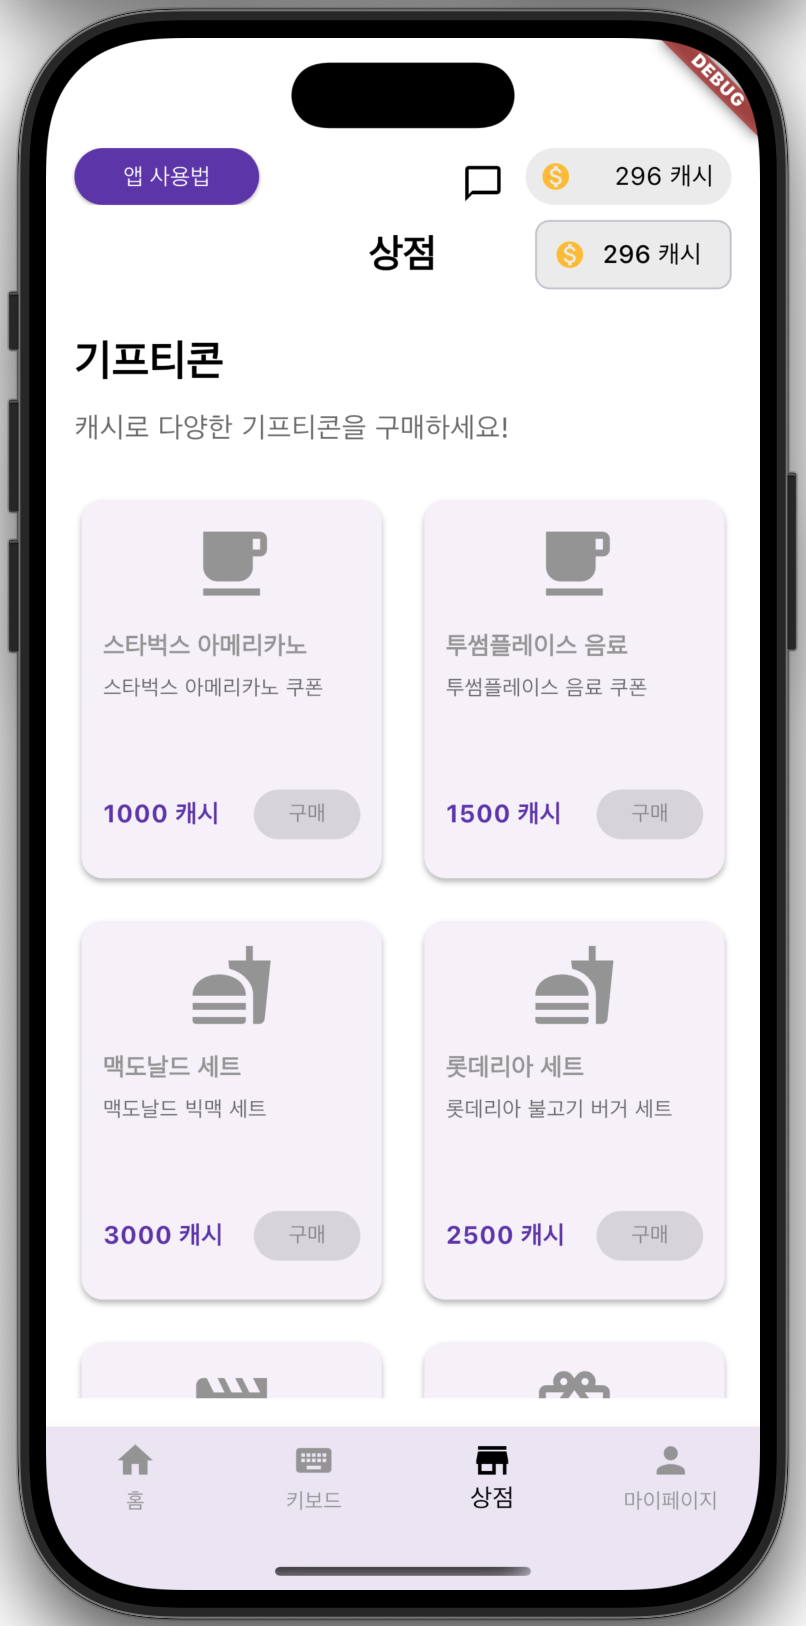 DEBUG
앱 사용법
296 캐시
상점
296 캐시
기프티콘
캐시로 다양한 기프티콘을 구매하세요!
스타벅스 아메리카노
스타벅스 아메리카노 쿠폰
1000 캐시
구매
투썸플레이스 음료
투썸플레이스 음료 쿠폰
1500 캐시
구매
맥도날드 세트
맥도날드 빅맥 세트
3000 캐시
구매
롯데리아 세트
롯데리아 불고기 버거 세트
2500 캐시
구매
홈
키보드
상점
마이페이지